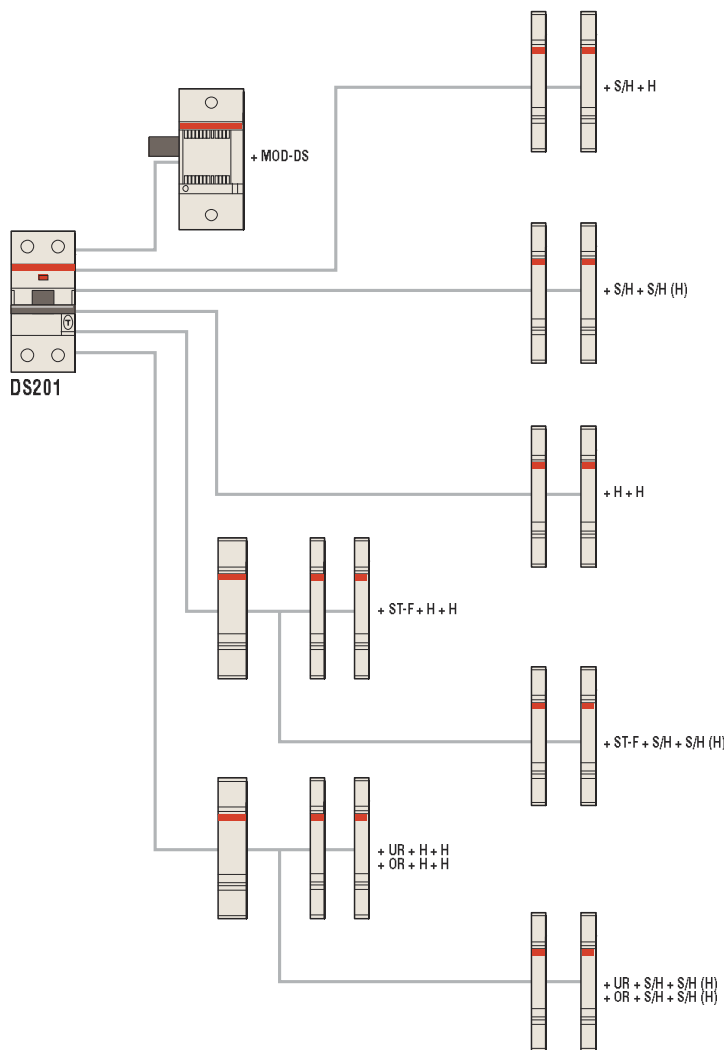 + S/H + H
+ MOD-DS
T
+ S/H + S/H (H)
DS201
+ H + H
+ ST-F + H + H
+ ST-F + S/H + S/H (H)
+ UR + H + H
+ OR + H + H
+ UR + S/H + S/H (H)
+ OR + S/H + S/H (H)